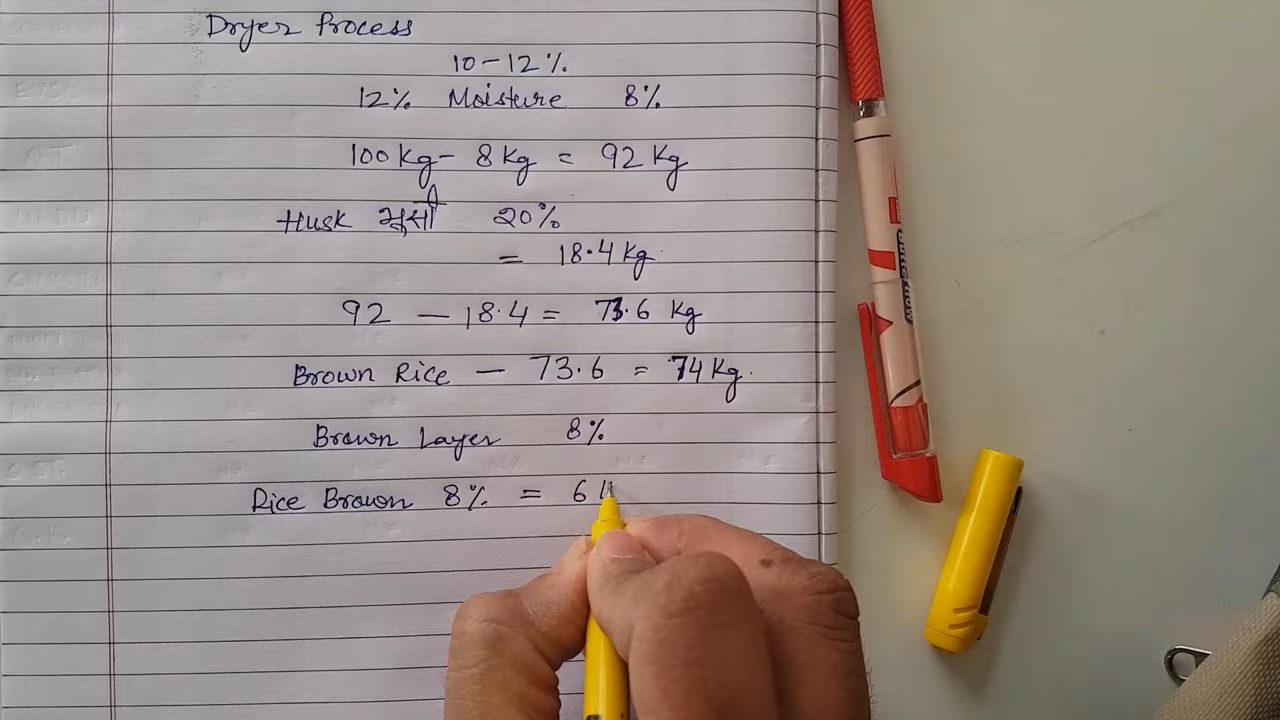 Dryer Process
10-12%
12% Moisture 8%
100 Kg- 8 Kg = 92 Kg
Husk भूसी 20%
= 18.4 Kg
92 - 18.4 = 73.6 Kg
Brown Rice - 73.6 = 74 Kg.
Brown Layer 8%
Rice Brown 8% = 6